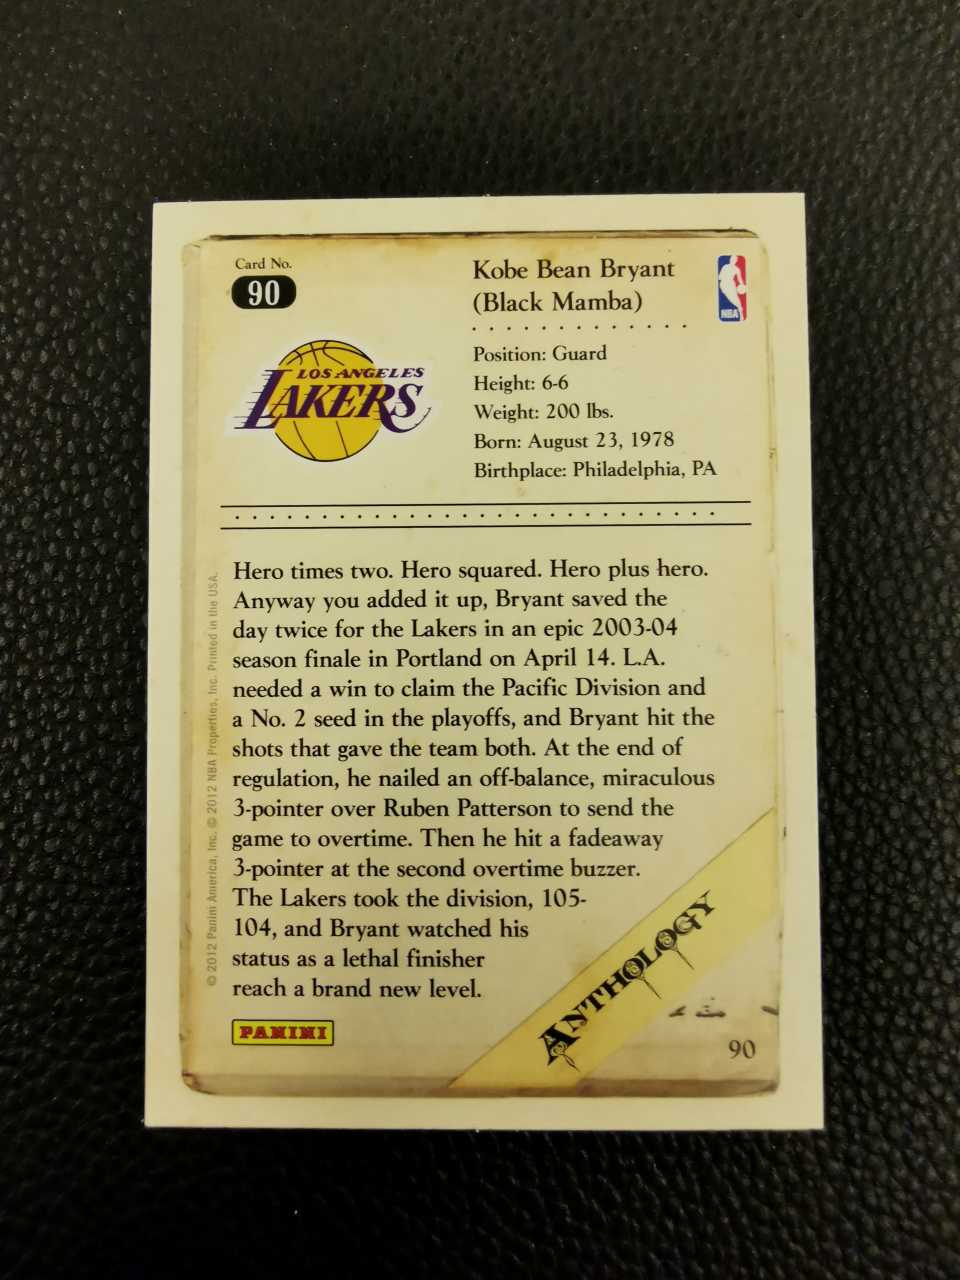 Card No.
90
LOS ANGELES
LAKERS
Kobe Bean Bryant
(Black Mamba)
NBA
Position: Guard
Height: 6-6
Weight: 200 lbs.
Born: August 23, 1978
Birthplace: Philadelphia, PA
Hero times two. Hero squared. Hero plus hero.
Anyway you added it up, Bryant saved the
day twice for the Lakers in an epic 2003-04
season finale in Portland on April 14. L.A.
needed a win to claim the Pacific Division and
a No. 2 seed in the playoffs, and Bryant hit the
shots that gave the team both. At the end of
regulation, he nailed an off-balance, miraculous
3-pointer over Ruben Patterson to send the
game to overtime. Then he hit a fadeaway
3-pointer at the second overtime buzzer.
The Lakers took the division, 105-
104, and Bryant watched his
status as a lethal finisher
reach a brand new level.
© 2012 Panini America, Inc. © 2012 NBA Properties, Inc. Printed in the USA.
PANINI
ANTHOLOGY
90